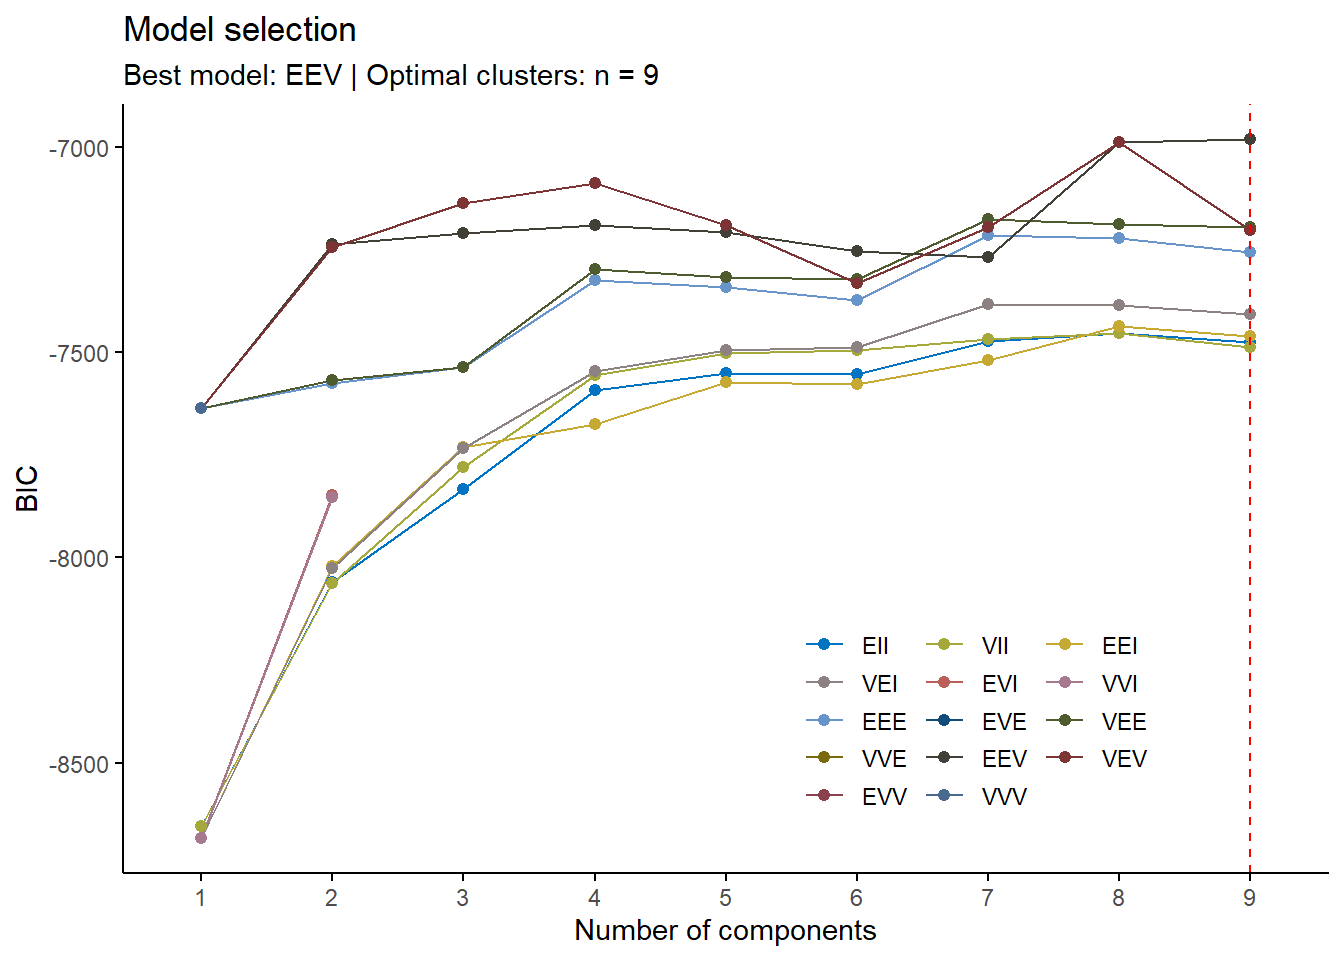 Model selection
Best model: EEV | Optimal clusters: n = 9
BIC
-7000
-7500
-8000
-8500
EII VII EEI
VEI EVI VVI
EEE EVE VEE
VVE EEV VEV
EVV VVV
1 2 3 4 5 6 7 8 9
Number of components